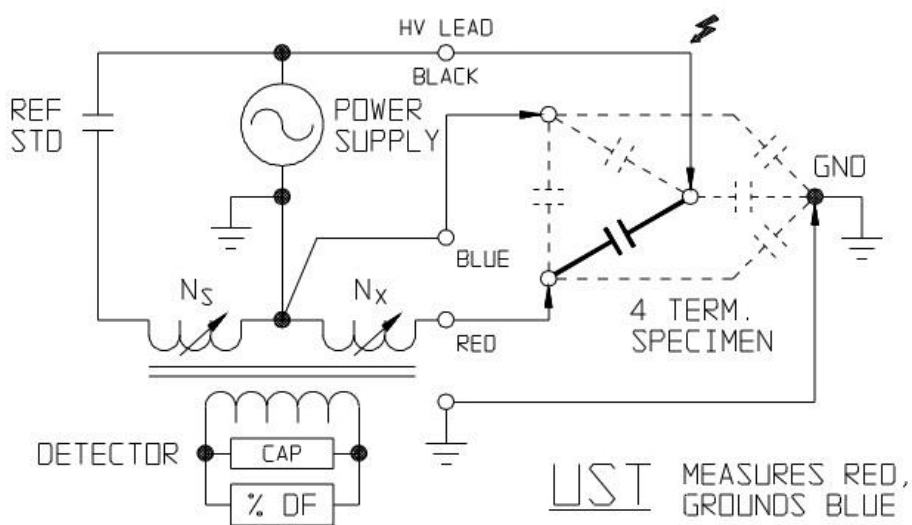 HV LEAD
BLACK
REF
STD
POWER
SUPPLY
GND
BLUE
NS
NX
RED
4 TERM.
SPECIMEN
DETECTOR
CAP
% DF
UST
MEASURES RED,
GROUNDS BLUE